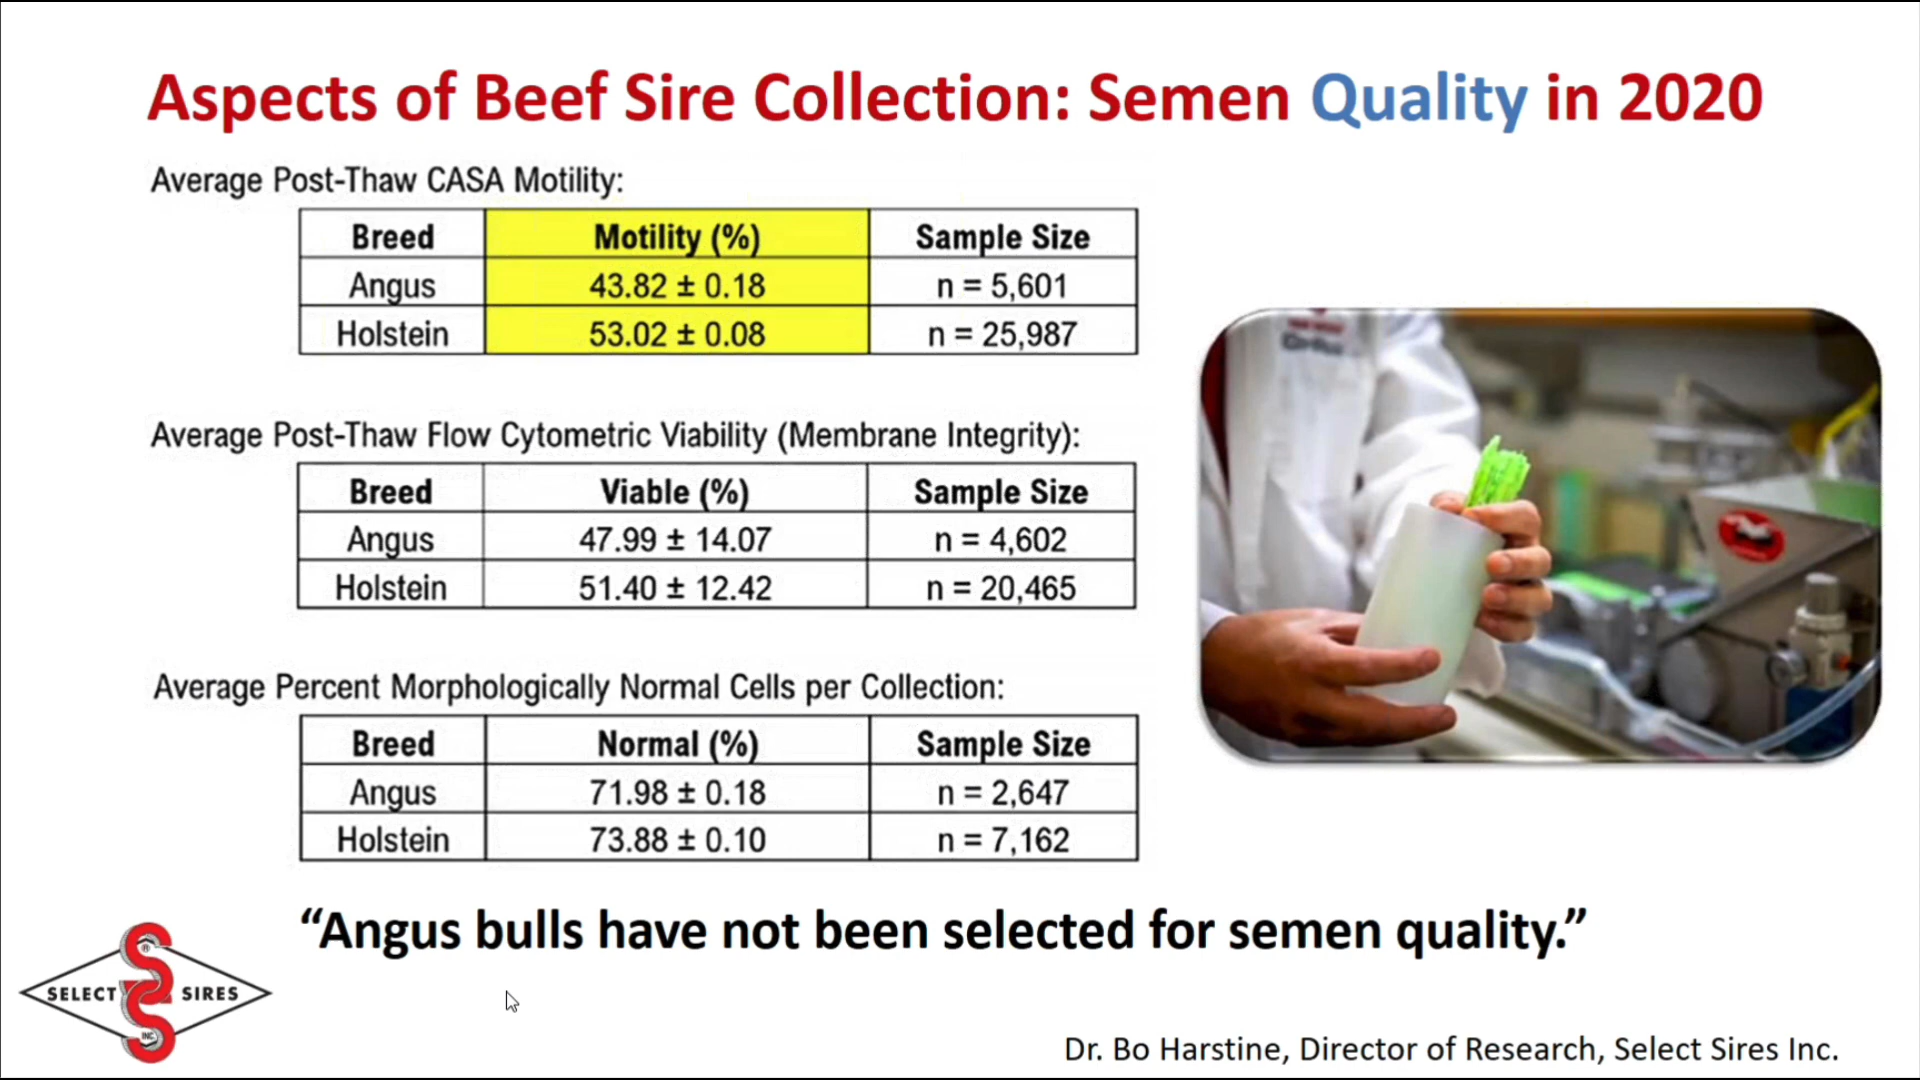 Aspects of Beef Sire Collection: Semen Quality in 2020
Average Post-Thaw CASA Motility:
Breed Motility (%) Sample Size
Angus 43.82 ± 0.18 n = 5,601
Holstein 53.02 ± 0.08 n = 25,987
Average Post-Thaw Flow Cytometric Viability (Membrane Integrity):
Breed Viable (%) Sample Size
Angus 47.99 ± 14.07 n = 4,602
Holstein 51.40 ± 12.42 n = 20,465
Average Percent Morphologically Normal Cells per Collection:
Breed Normal (%) Sample Size
Angus 71.98 ± 0.18 n = 2,647
Holstein 73.88 ± 0.10 n = 7,162
“Angus bulls have not been selected for semen quality.”
®
SELECT SIRES
INC.
Dr. Bo Harstine, Director of Research, Select Sires Inc.